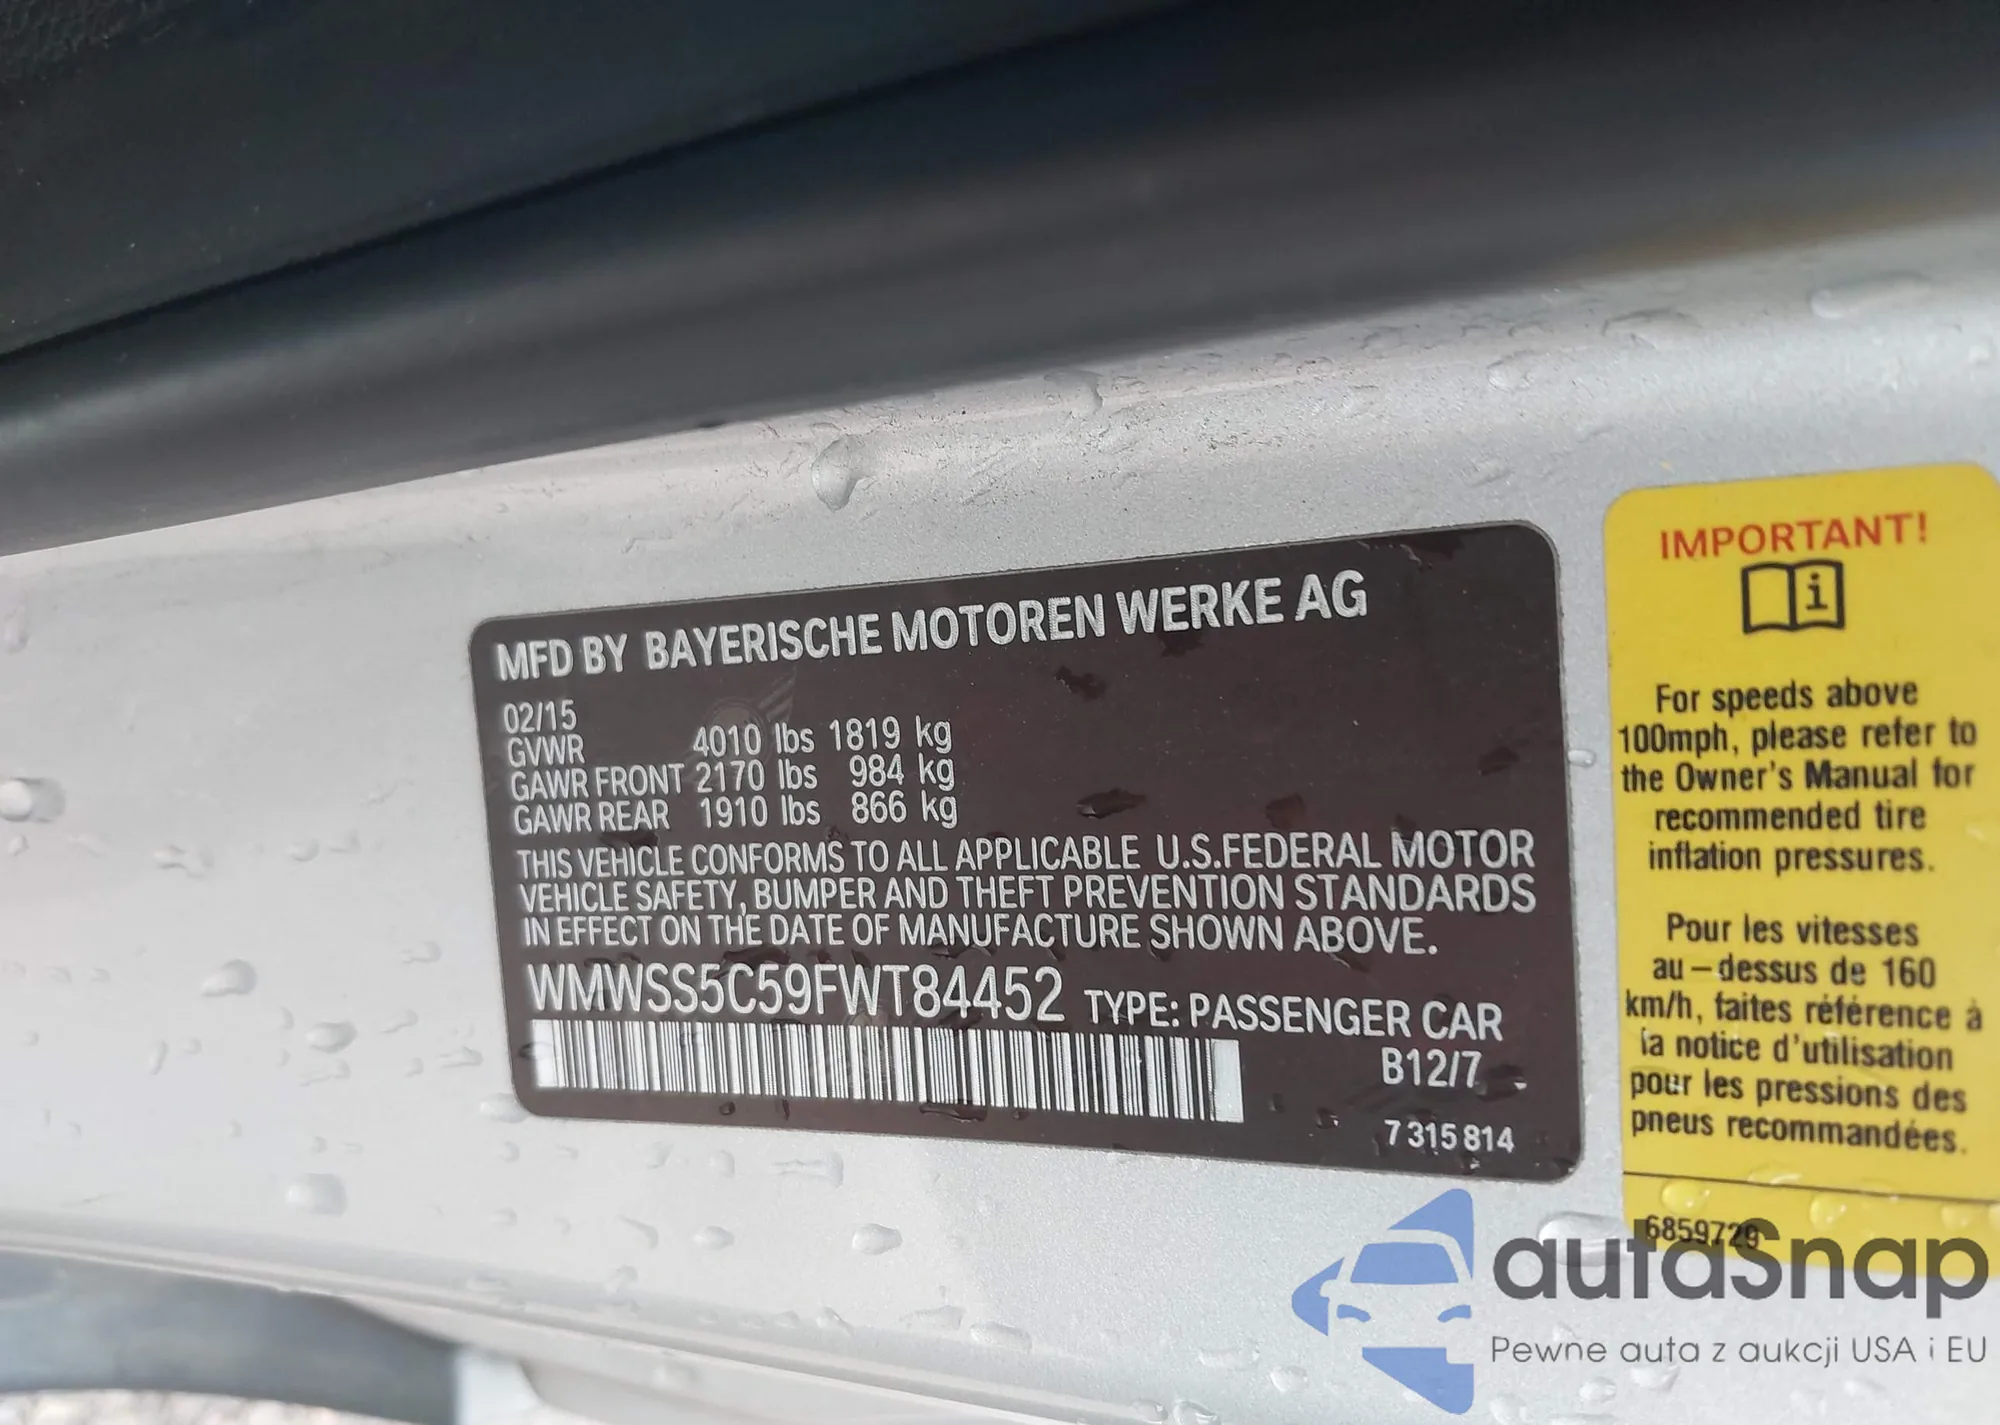 MFD BY BAYERISCHE MOTOREN WERKE AG
02/15
GVWR 4010 lbs 1819 kg
GAWR FRONT 2170 lbs 984 kg
GAWR REAR 1910 lbs 866 kg
THIS VEHICLE CONFORMS TO ALL APPLICABLE U.S.FEDERAL MOTOR
VEHICLE SAFETY, BUMPER AND THEFT PREVENTION STANDARDS
IN EFFECT ON THE DATE OF MANUFACTURE SHOWN ABOVE.
WMWSS5C59FWT84452 TYPE: PASSENGER CAR
B12/7
7 315 814
IMPORTANT!
i
For speeds above
100mph, please refer to
the Owner's Manual for
recommended tire
inflation pressures.
Pour les vitesses
au-dessus de 160
km/h, faites référence à
la notice d'utilisation
pour les pressions des
pneus recommandées.
6859729
autaSnap
Pewne auta z aukcji USA i EU